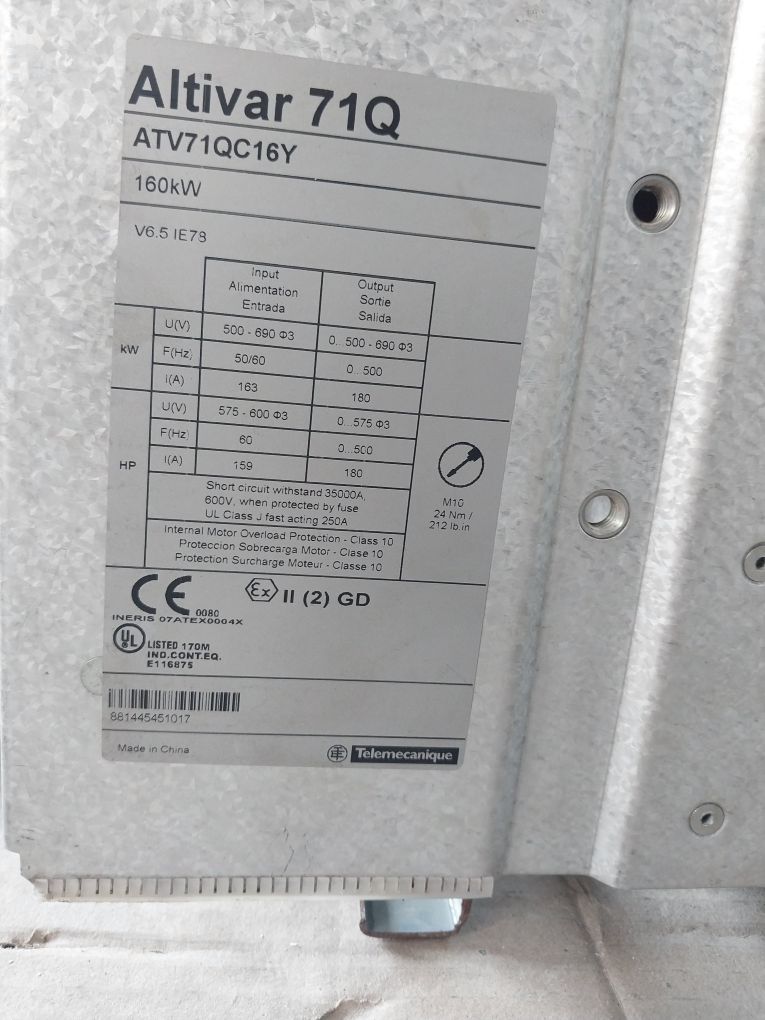 Altivar 71Q
ATV71QC16Y
160kW
V6.5 IE78
Input
Alimentation
Entrada
Output
Sortie
Salida
kW
U(V) 500 - 690 Φ3 0...500 - 690 Φ3
F(Hz) 50/60 0...500
I(A) 163 180
HP
U(V) 575 - 600 Φ3 0...575 Φ3
F(Hz) 60 0...500
I(A) 159 180
Short circuit withstand 35000A,
600V, when protected by fuse
UL Class J fast acting 250A
Internal Motor Overload Protection - Class 10
Proteccion Sobrecarga Motor - Clase 10
Protection Surcharge Moteur - Classe 10
M10
24 Nm /
212 lb.in
CE 0080
Ex II (2) GD
INERIS 07ATEX0004X
UL LISTED 170M
IND.CONT.EQ.
E116875
881445451017
Made in China
Telemecanique